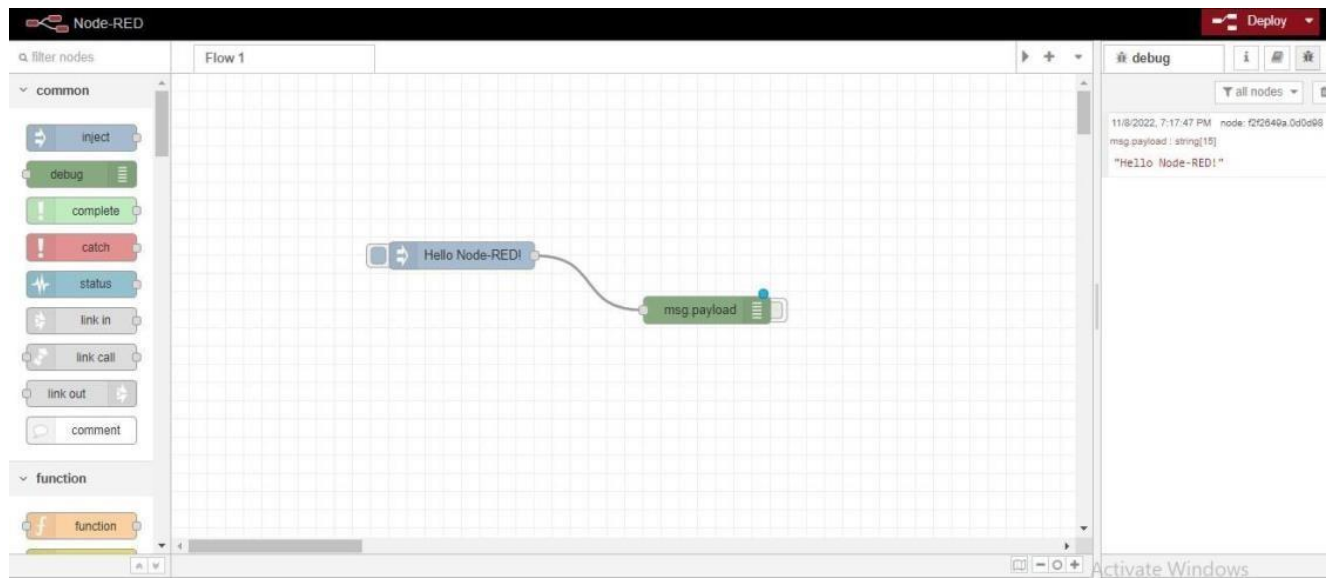 Node-RED
Deploy
filter nodes
Flow 1
debug
i
common
all nodes
inject
11/8/2022, 7:17:47 PM node: f2f2649a.0d0d98
msg.payload : string[15]
"Hello Node-RED!"
debug
complete
catch
Hello Node-RED!
status
msg.payload
link in
link call
link out
comment
function
function
Activate Windows